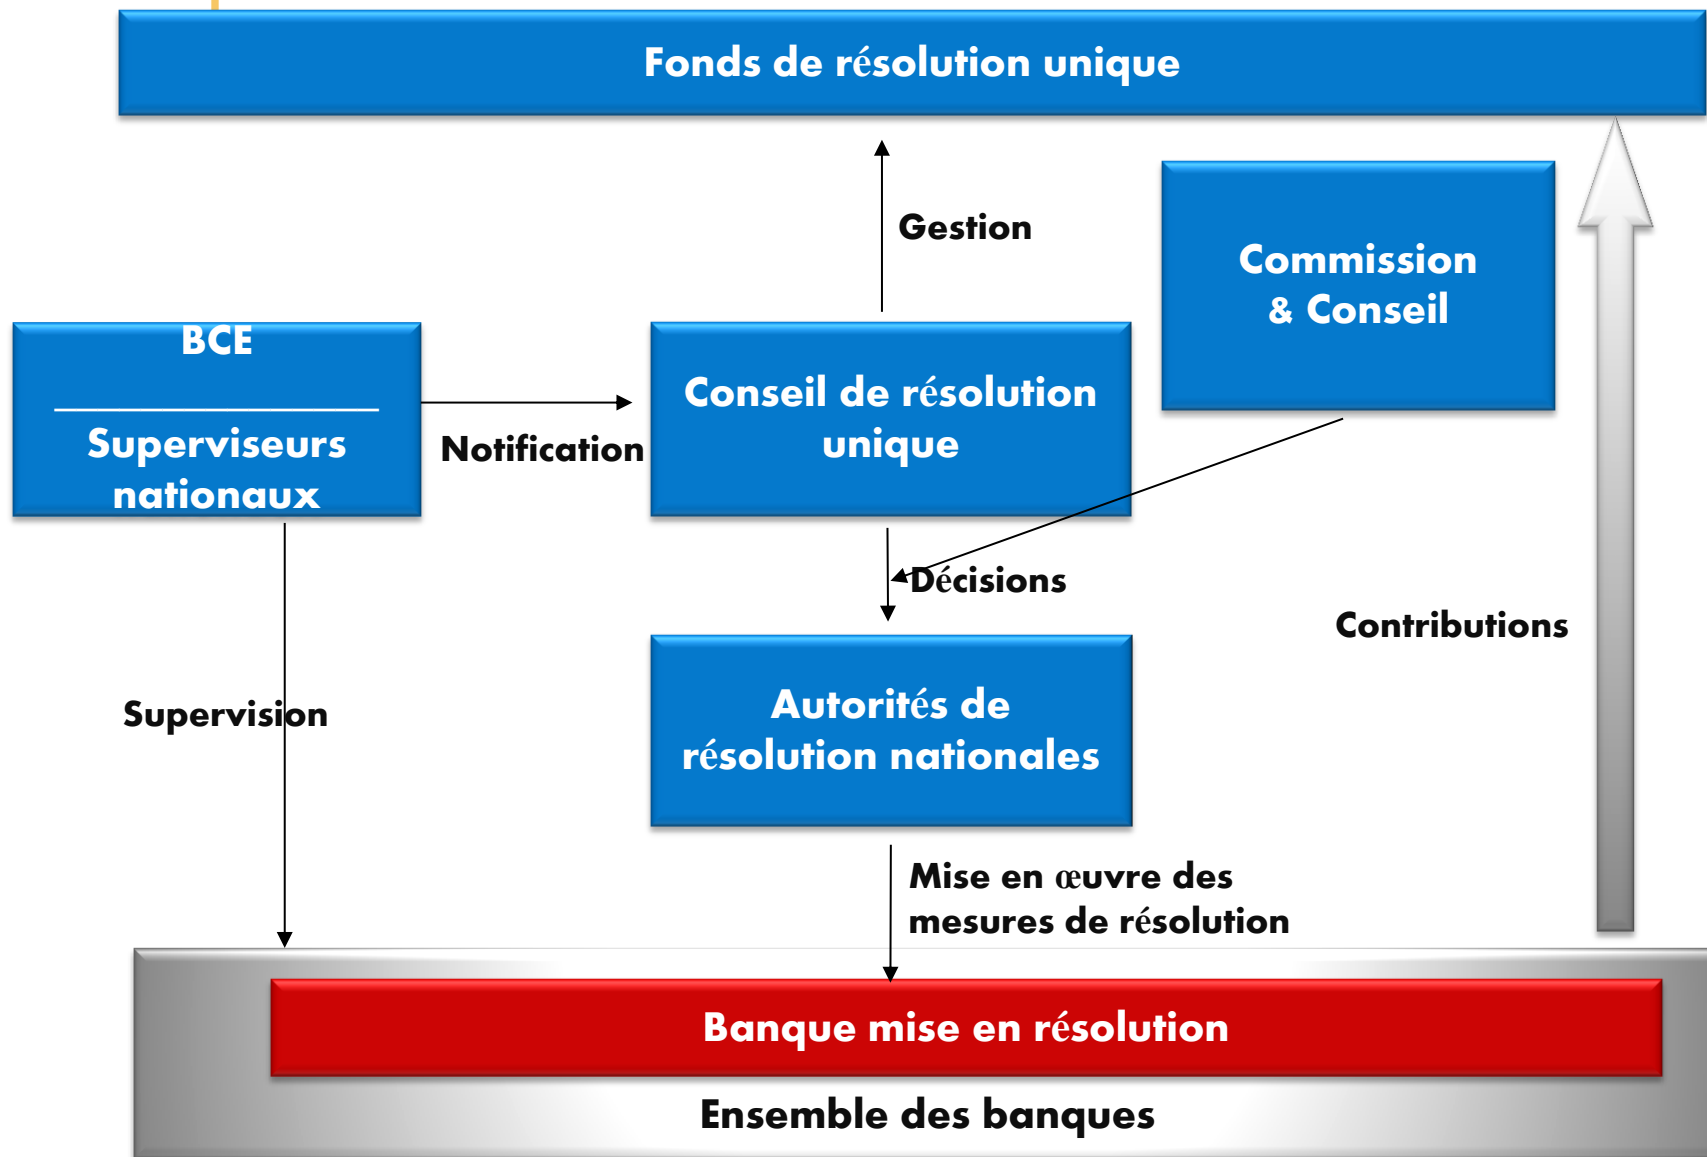 Fonds de résolution unique
Gestion
Commission
& Conseil
BCE
Superviseurs
nationaux
Notification
Conseil de résolution
unique
Décisions
Contributions
Supervision
Autorités de
résolution nationales
Mise en œuvre des
mesures de résolution
Banque mise en résolution
Ensemble des banques